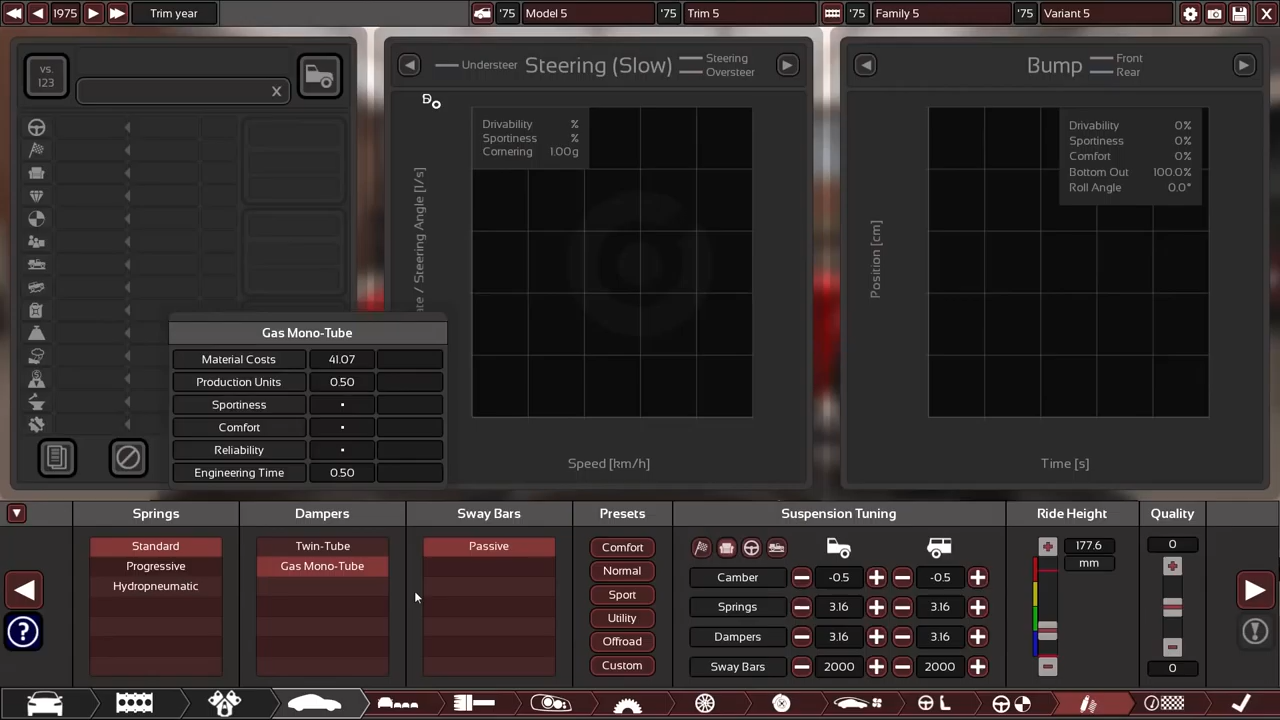 1975 Trim year '75 Model 5 '75 Trim 5 '75 Family 5 '75 Variant 5
vs.
123
X
Understeer Steering (Slow) Steering
Oversteer
Drivability %
Sportiness %
Cornering 1.00g
/ Steering Angle [1/s]
Speed [km/h]
Bump Front
Rear
Drivability 0%
Sportiness 0%
Comfort 0%
Bottom Out 100.0%
Roll Angle 0.0°
Position [cm]
Time [s]
Gas Mono-Tube
Material Costs 41.07
Production Units 0.50
Sportiness
Comfort
Reliability
Engineering Time 0.50
Springs
Standard
Progressive
Hydropneumatic
Dampers
Twin-Tube
Gas Mono-Tube
Sway Bars
Passive
Presets
Comfort
Normal
Sport
Utility
Offroad
Custom
Suspension Tuning
Camber -0.5 -0.5
Springs 3.16 3.16
Dampers 3.16 3.16
Sway Bars 2000 2000
Ride Height
177.6
mm
Quality
0
0
?